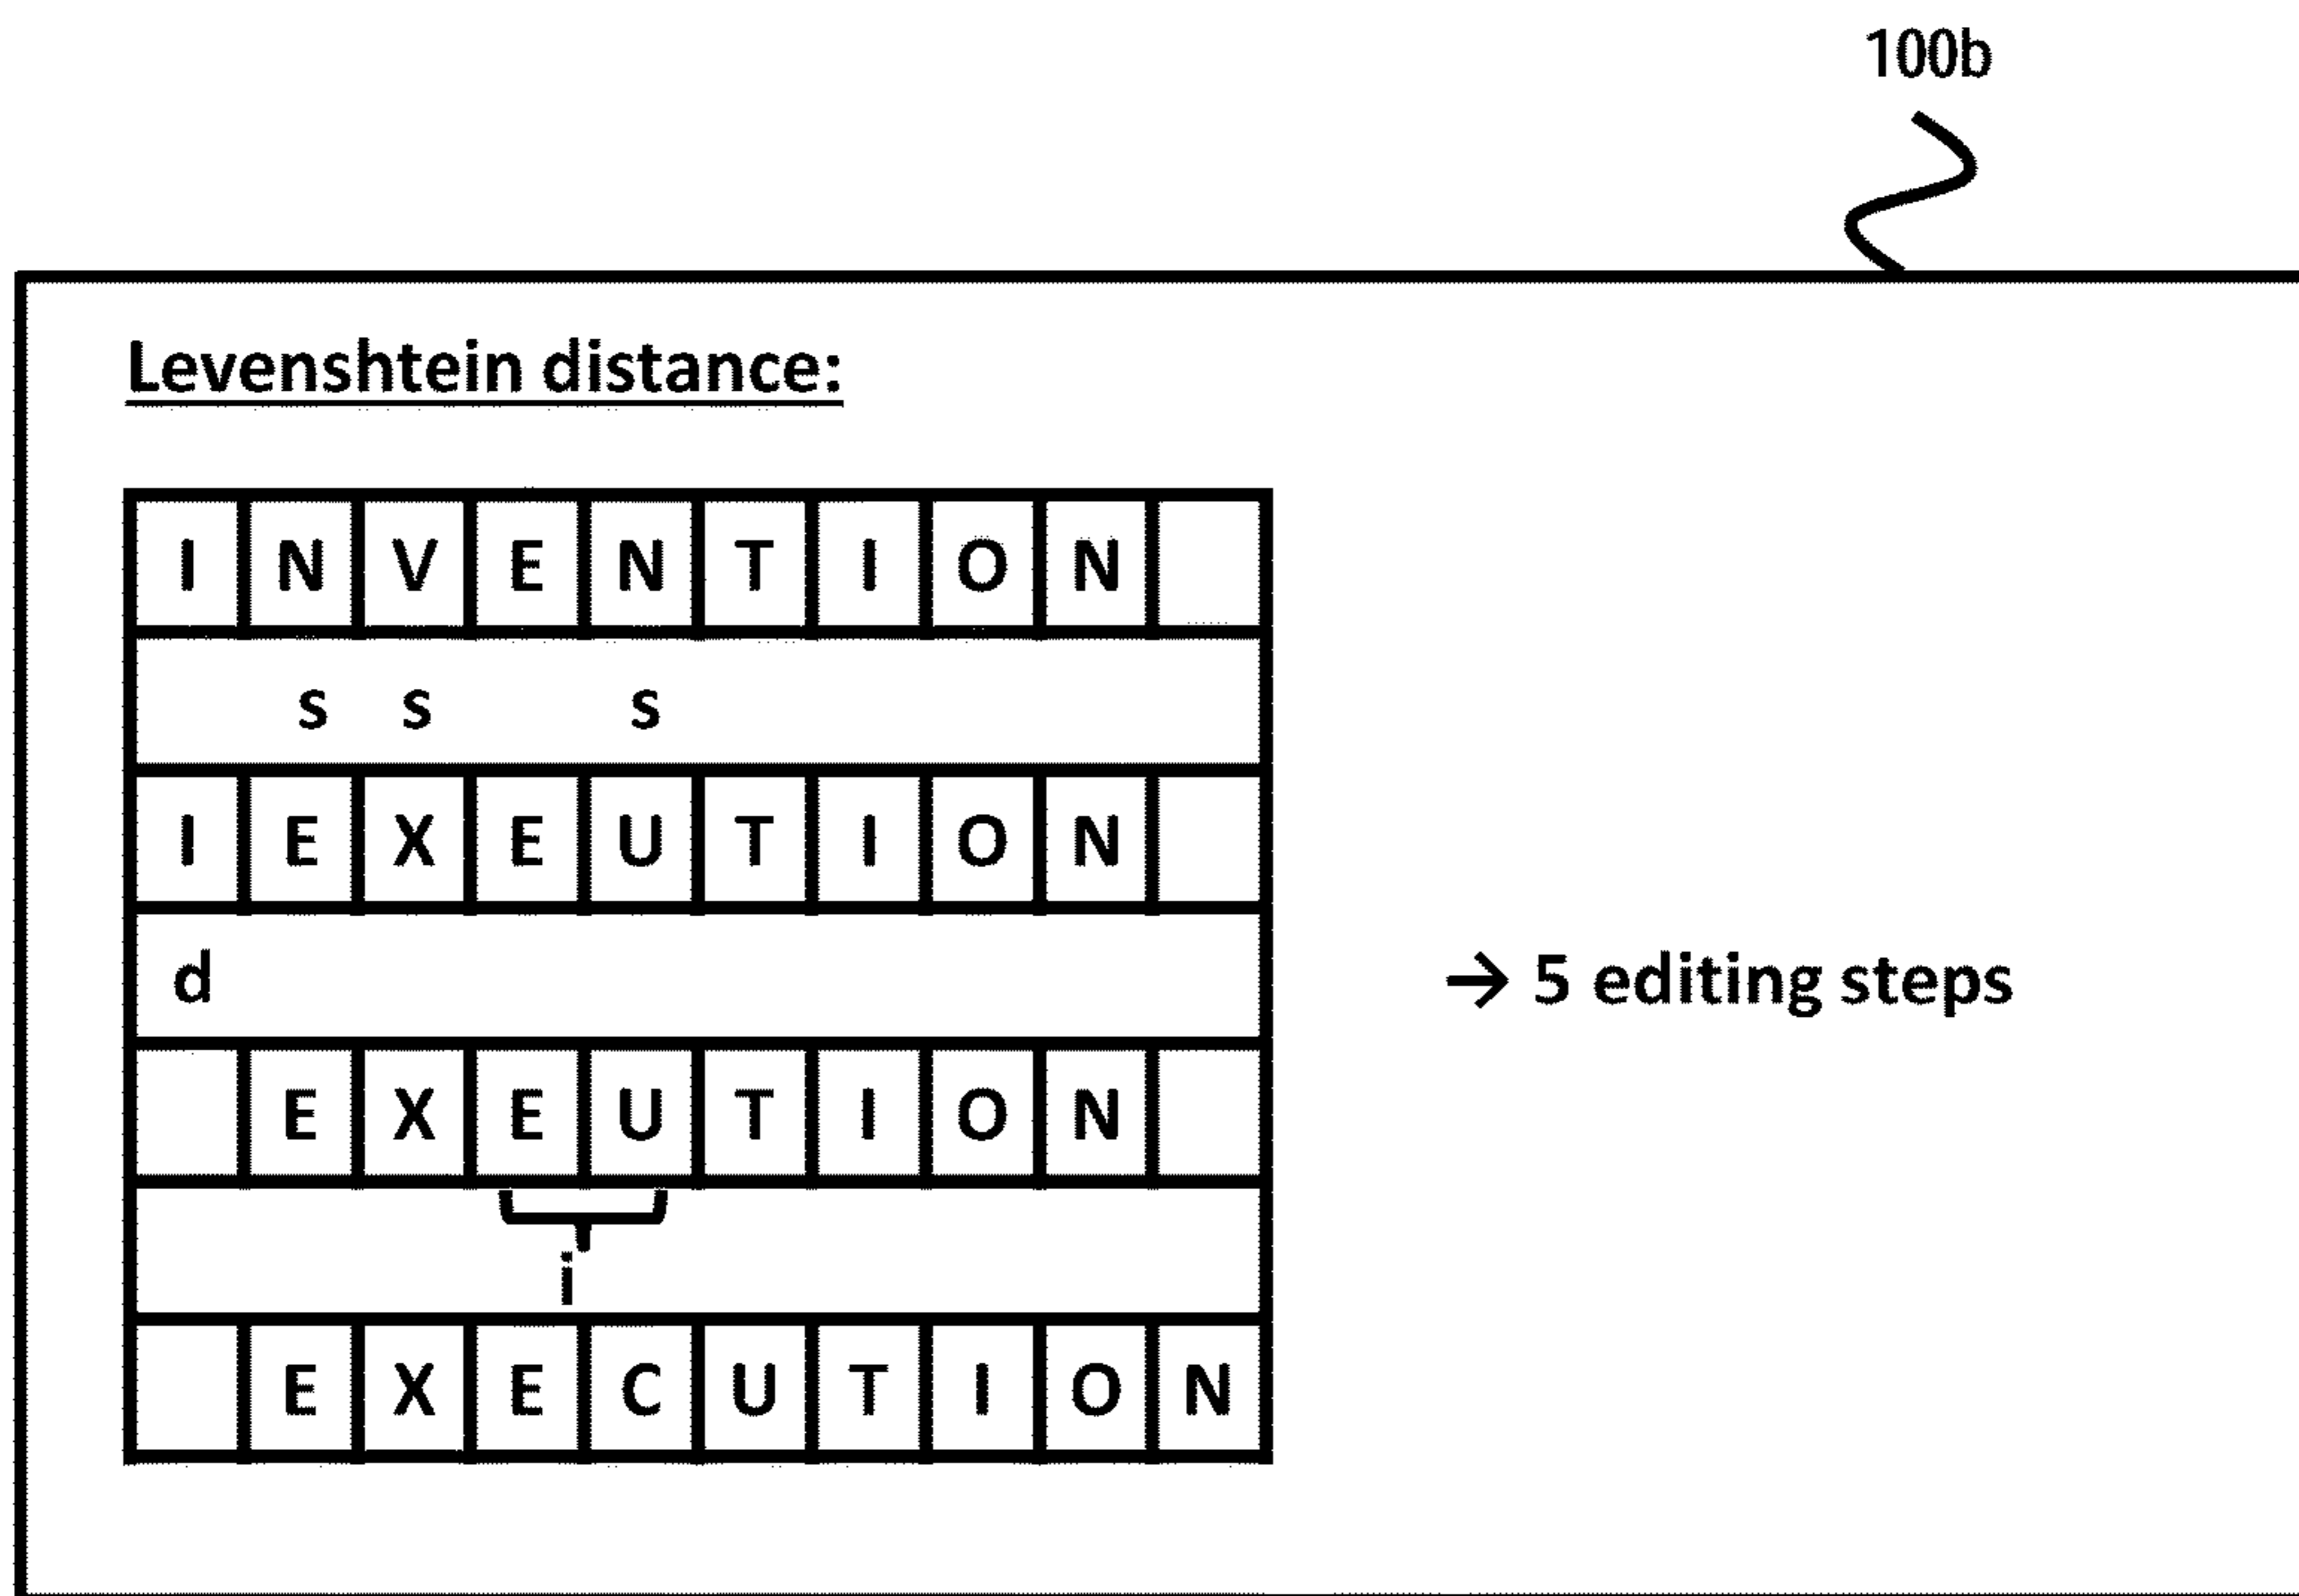 100b
Levenshtein distance:
I N V E N T I O N
s s s
I E X E U T I O N
d
→ 5 editing steps
E X E U T I O N
i
E X E C U T I O N